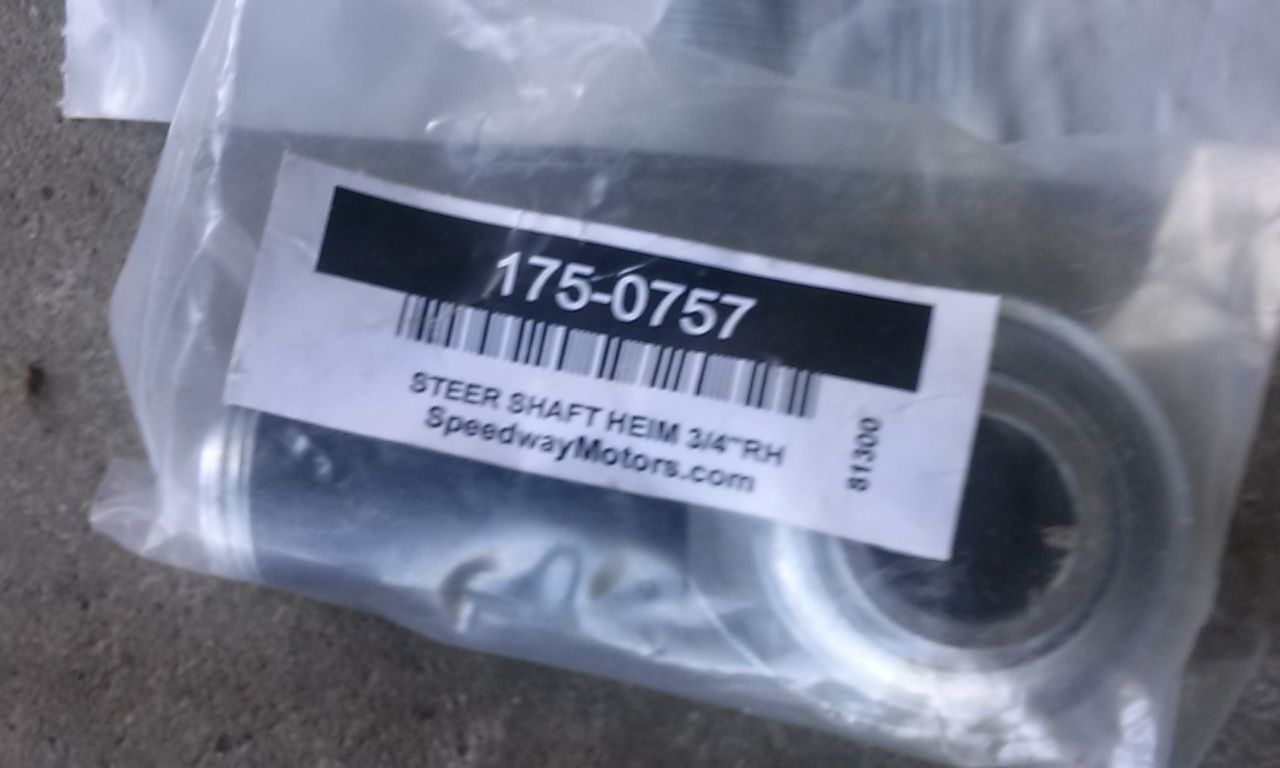 175-0757
STEER SHAFT HEIM 3/4"RH
SpeedwayMotors.com
81300